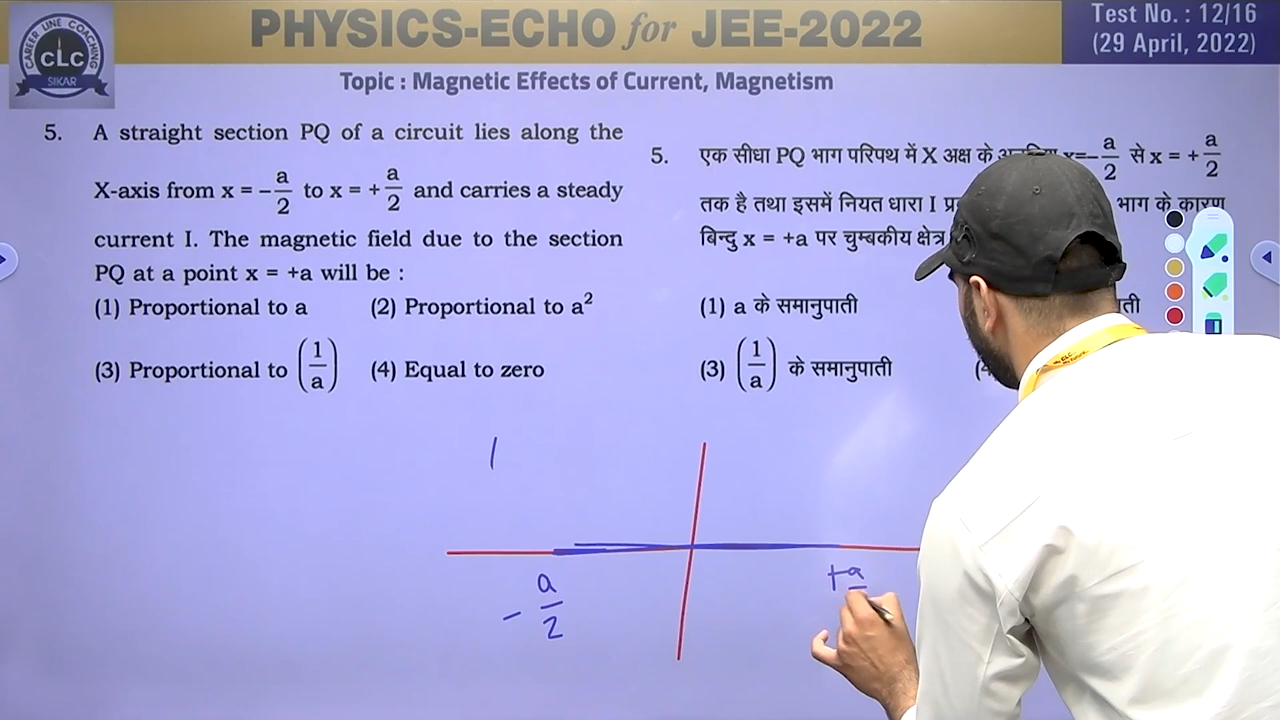 CAREER LINE COACHING
CLC
SIKAR
PHYSICS-ECHO for JEE-2022
Test No. : 12/16
(29 April, 2022)
Topic : Magnetic Effects of Current, Magnetism
5. A straight section PQ of a circuit lies along the
X-axis from x = -a/2 to x = +a/2 and carries a steady
current I. The magnetic field due to the section
PQ at a point x = +a will be :
(1) Proportional to a (2) Proportional to a²
(3) Proportional to (1/a) (4) Equal to zero
5. एक सीधा PQ भाग परिपथ में X अक्ष के x=-a/2 से x = +a/2
तक है तथा इसमें नियत धारा I भाग के कारण
बिन्दु x = +a पर चुम्बकीय क्षेत्र
(1) a के समानुपाती
(3) (1/a) के समानुपाती
-a/2
+a